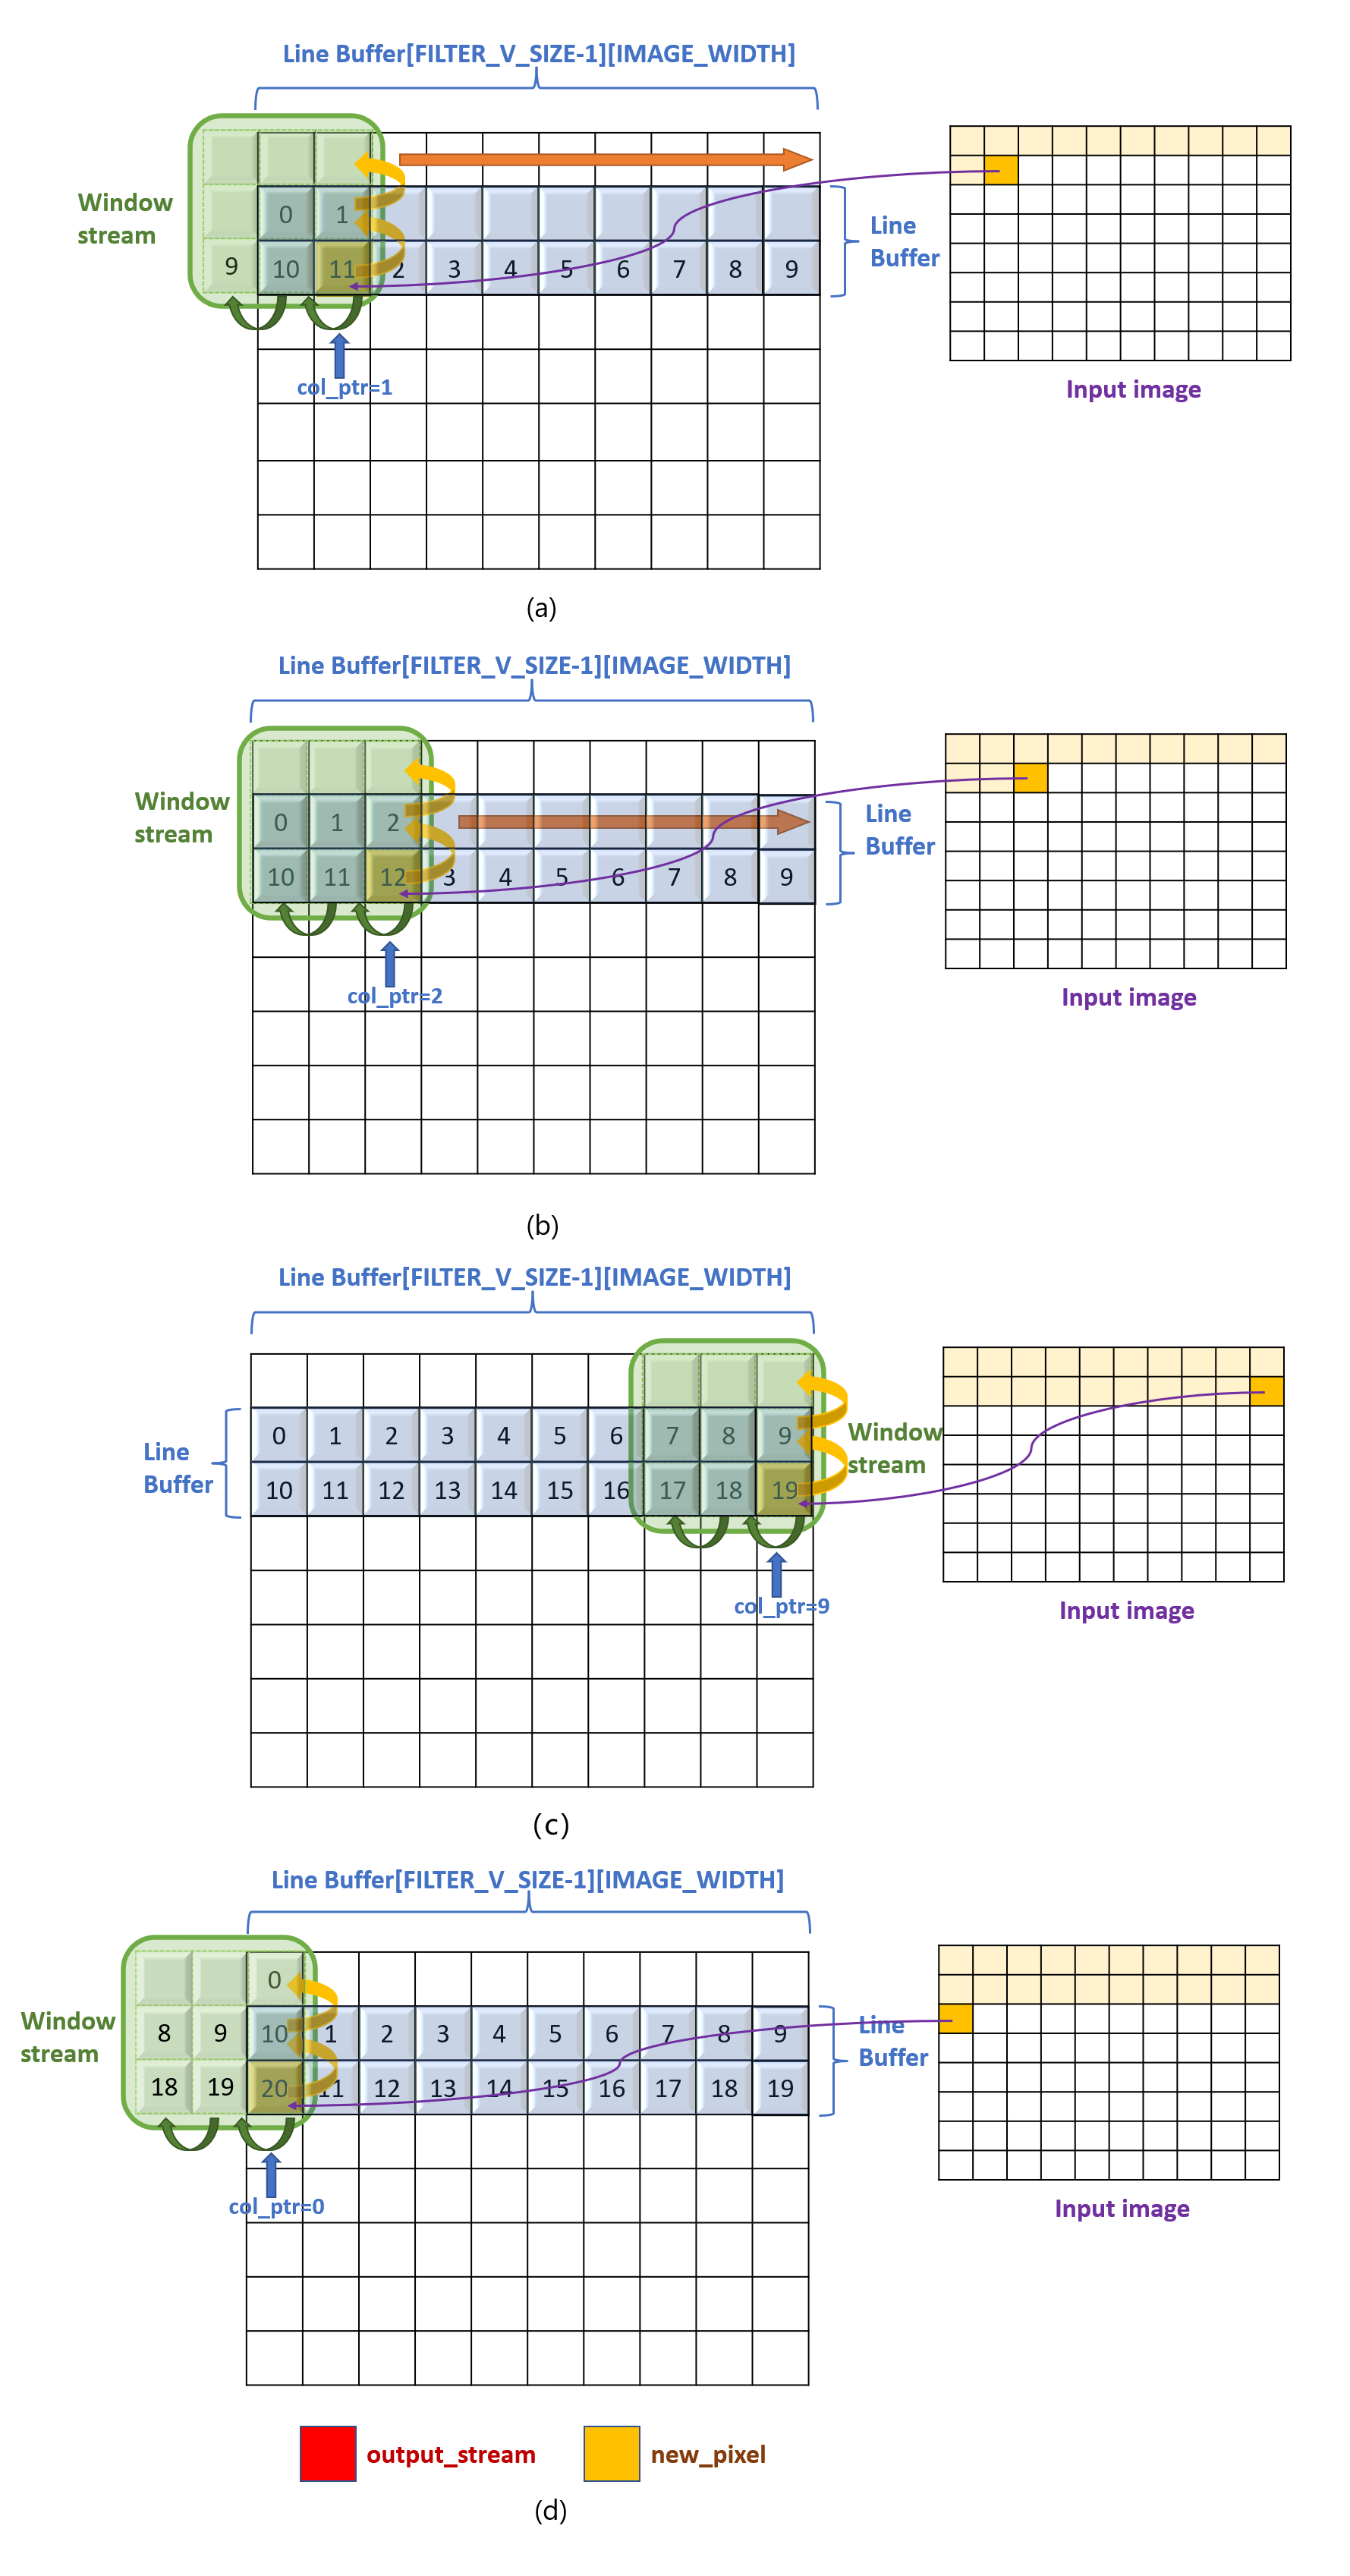 Line Buffer[FILTER_V_SIZE-1][IMAGE_WIDTH]
Window
stream
0 1
9 10 11 2 3 4 5 6 7 8 9
Line
Buffer
col_ptr=1
Input image
(a)
Line Buffer[FILTER_V_SIZE-1][IMAGE_WIDTH]
Window
stream
0 1 2
10 11 12 3 4 5 6 7 8 9
Line
Buffer
col_ptr=2
Input image
(b)
Line Buffer[FILTER_V_SIZE-1][IMAGE_WIDTH]
Line
Buffer
0 1 2 3 4 5 6 7 8 9
10 11 12 13 14 15 16 17 18 19
Window
stream
col_ptr=9
Input image
(c)
Line Buffer[FILTER_V_SIZE-1][IMAGE_WIDTH]
Window
stream
0
8 9 10 1 2 3 4 5 6 7 8 9
18 19 20 11 12 13 14 15 16 17 18 19
Line
Buffer
col_ptr=0
Input image
output_stream
new_pixel
(d)